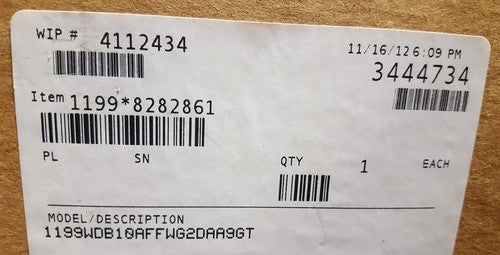 WIP # 4112434
11/16/12 6:09 PM
3444734
Item 1199*8282861
PL SN QTY 1 EACH
MODEL/DESCRIPTION
1199WDB10AFFWG2DAA9GT